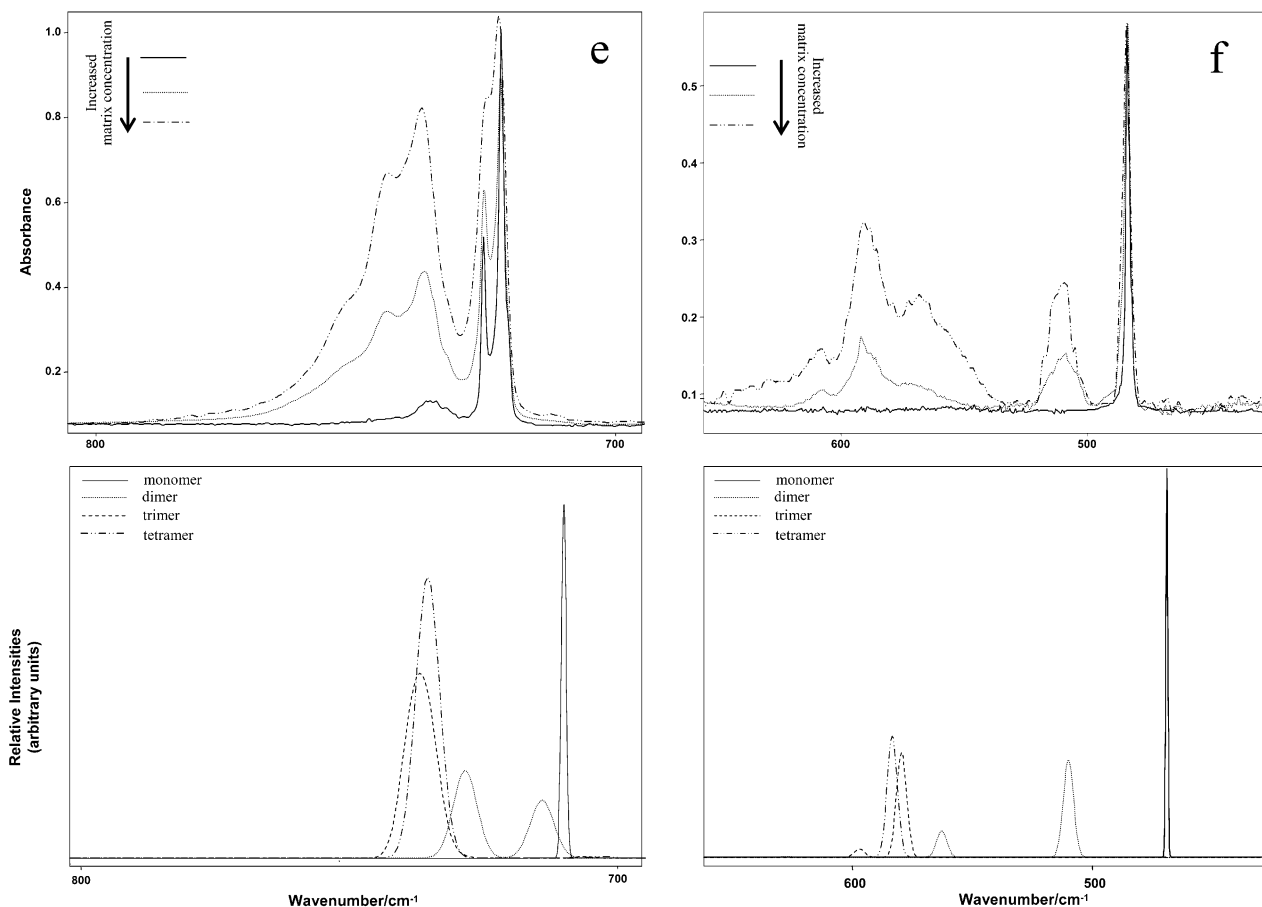 e
Increased
matrix concentration
1.0
0.8
0.6
0.4
0.2
Absorbance
800
700
f
Increased
matrix concentration
0.5
0.4
0.3
0.2
0.1
600
500
monomer
dimer
trimer
tetramer
Relative Intensities
(arbitrary units)
800
700
Wavenumber/cm-1
monomer
dimer
trimer
tetramer
600
500
Wavenumber/cm-1